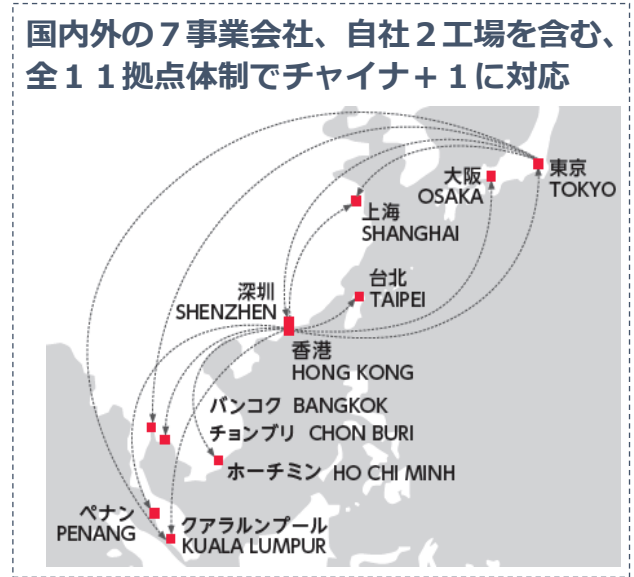 国内外の７事業会社、自社２工場を含む、
全１１拠点体制でチャイナ＋１に対応
大阪
OSAKA
東京
TOKYO
上海
SHANGHAI
深圳
SHENZHEN
台北
TAIPEI
香港
HONG KONG
バンコク BANGKOK
チョンブリ CHON BURI
ホーチミン HO CHI MINH
ペナン
PENANG
クアラルンプール
KUALA LUMPUR